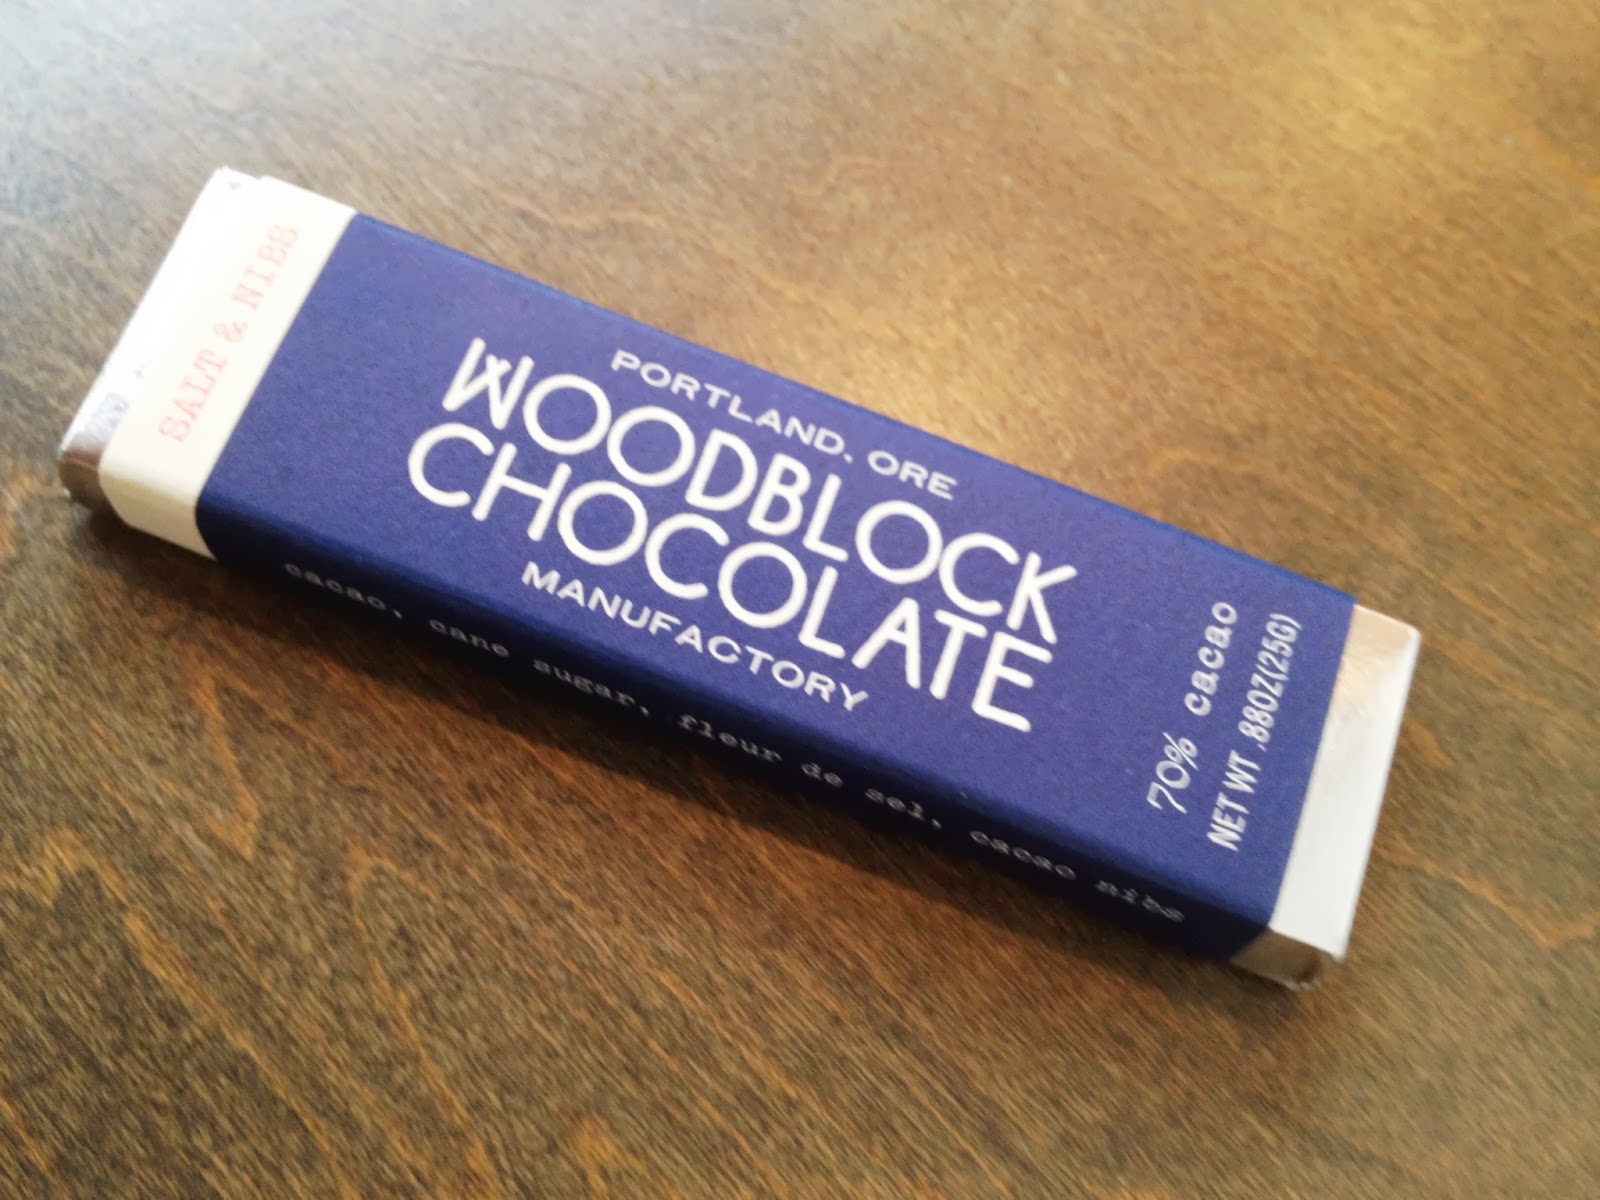 SALT & NIBS
PORTLAND, ORE
WOODBLOCK
CHOCOLATE
MANUFACTORY
70% cacao
NET WT .88OZ(25G)
cacao, cane sugar, fleur de sel, cacao nibs